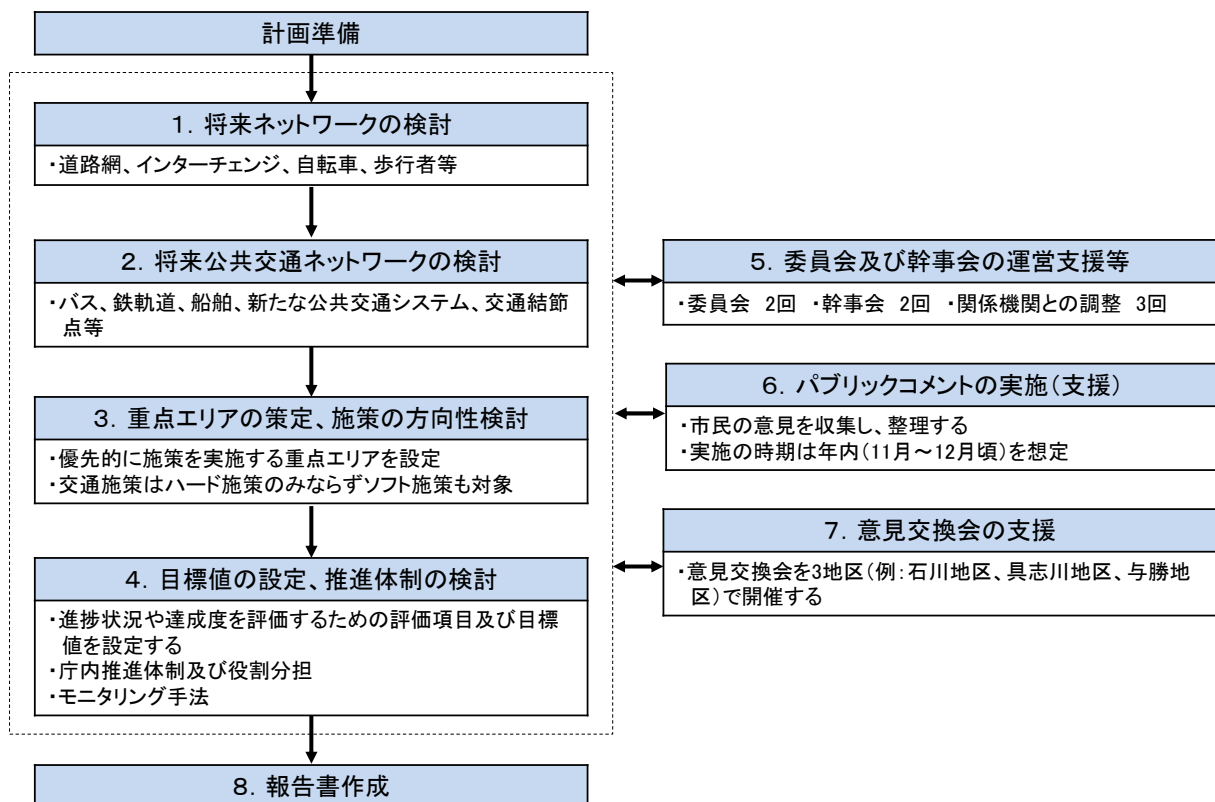 計画準備
１．将来ネットワークの検討
・道路網、インターチェンジ、自転車、歩行者等
２．将来公共交通ネットワークの検討
・バス、鉄軌道、船舶、新たな公共交通システム、交通結節
点等
３．重点エリアの策定、施策の方向性検討
・優先的に施策を実施する重点エリアを設定
・交通施策はハード施策のみならずソフト施策も対象
４．目標値の設定、推進体制の検討
・進捗状況や達成度を評価するための評価項目及び目標
値を設定する
・庁内推進体制及び役割分担
・モニタリング手法
５．委員会及び幹事会の運営支援等
・委員会 2回 ・幹事会 2回 ・関係機関との調整 3回
６．パブリックコメントの実施(支援)
・市民の意見を収集し、整理する
・実施の時期は年内(11月～12月頃)を想定
７．意見交換会の支援
・意見交換会を3地区(例:石川地区、具志川地区、与勝地
区)で開催する
８．報告書作成